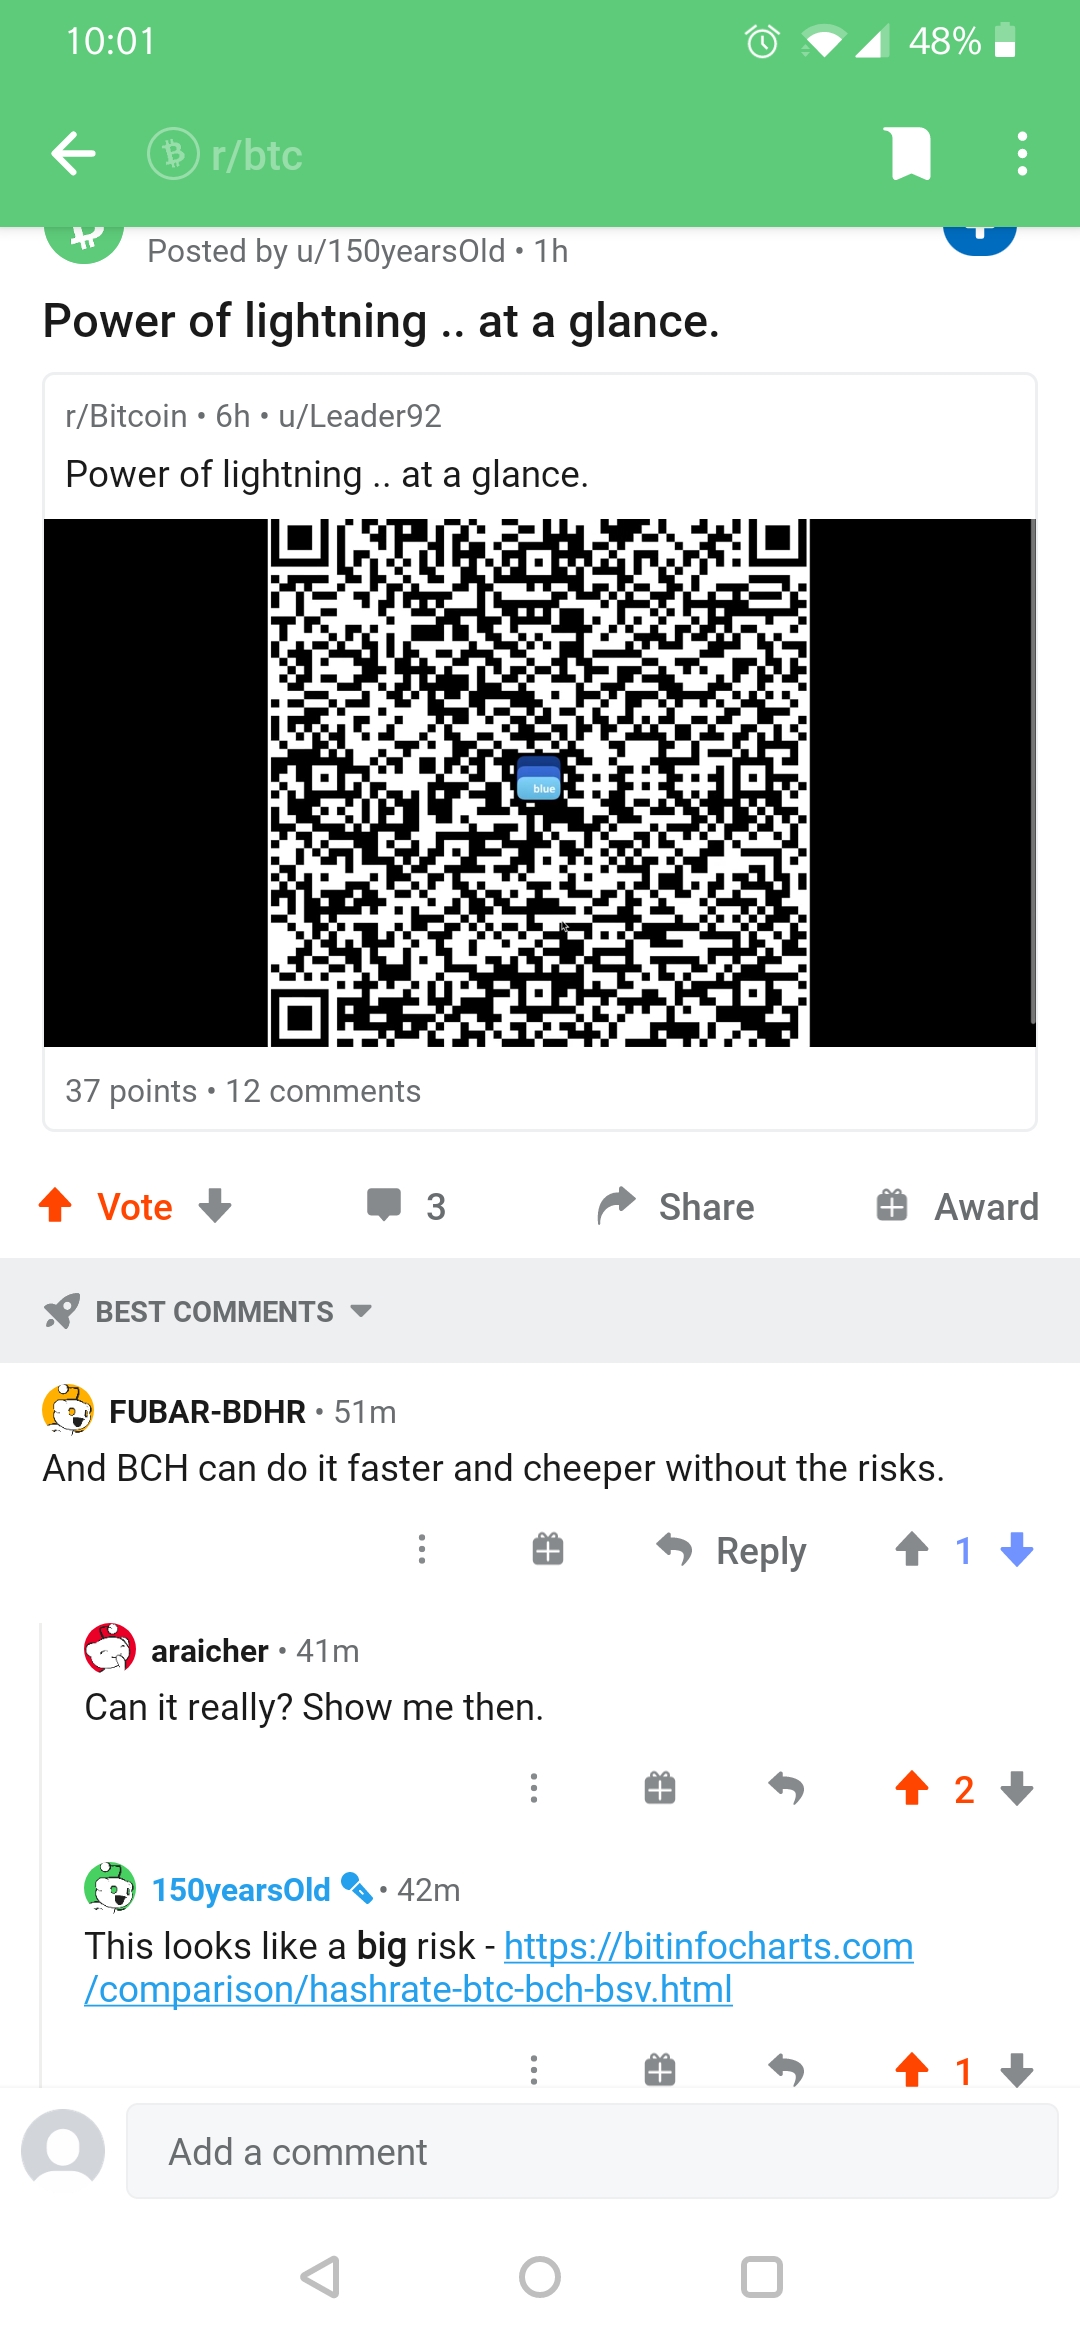 10:01
48%
r/btc
Posted by u/150yearsOld • 1h
Power of lightning .. at a glance.
r/Bitcoin • 6h • u/Leader92
Power of lightning .. at a glance.
blue
37 points • 12 comments
Vote
3
Share
Award
BEST COMMENTS
FUBAR-BDHR • 51m
And BCH can do it faster and cheeper without the risks.
Reply
1
araicher • 41m
Can it really? Show me then.
2
150yearsOld • 42m
This looks like a big risk - https://bitinfocharts.com
/comparison/hashrate-btc-bch-bsv.html
1
Add a comment